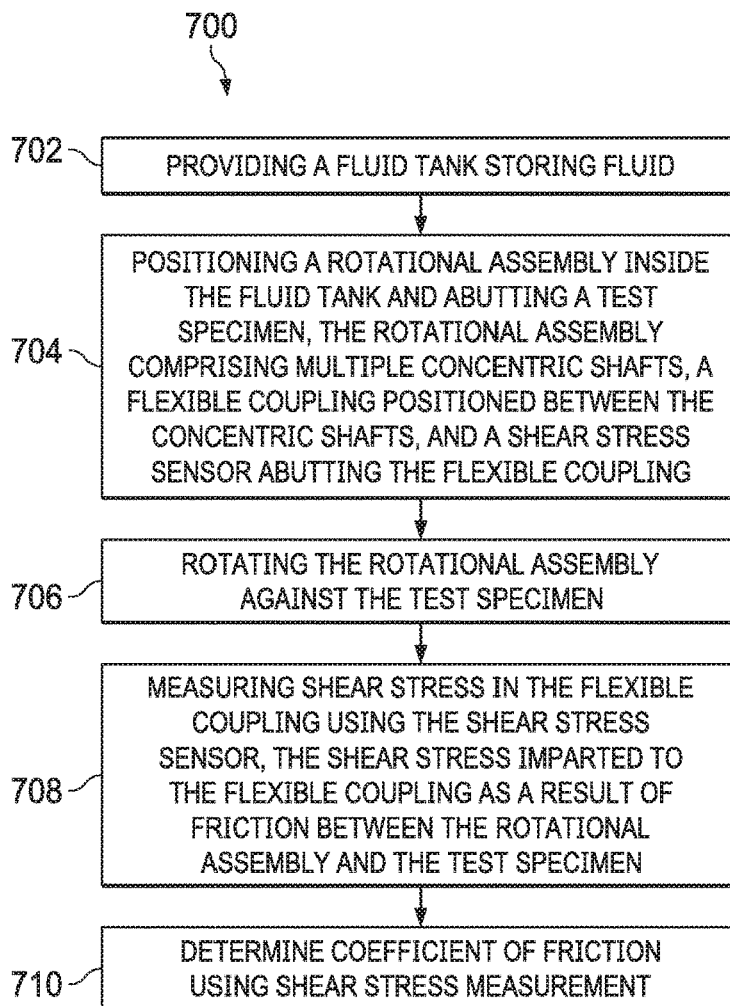 700
702
PROVIDING A FLUID TANK STORING FLUID
704
POSITIONING A ROTATIONAL ASSEMBLY INSIDE
THE FLUID TANK AND ABUTTING A TEST
SPECIMEN, THE ROTATIONAL ASSEMBLY
COMPRISING MULTIPLE CONCENTRIC SHAFTS, A
FLEXIBLE COUPLING POSITIONED BETWEEN THE
CONCENTRIC SHAFTS, AND A SHEAR STRESS
SENSOR ABUTTING THE FLEXIBLE COUPLING
706
ROTATING THE ROTATIONAL ASSEMBLY
AGAINST THE TEST SPECIMEN
708
MEASURING SHEAR STRESS IN THE FLEXIBLE
COUPLING USING THE SHEAR STRESS
SENSOR, THE SHEAR STRESS IMPARTED TO
THE FLEXIBLE COUPLING AS A RESULT OF
FRICTION BETWEEN THE ROTATIONAL
ASSEMBLY AND THE TEST SPECIMEN
710
DETERMINE COEFFICIENT OF FRICTION
USING SHEAR STRESS MEASUREMENT